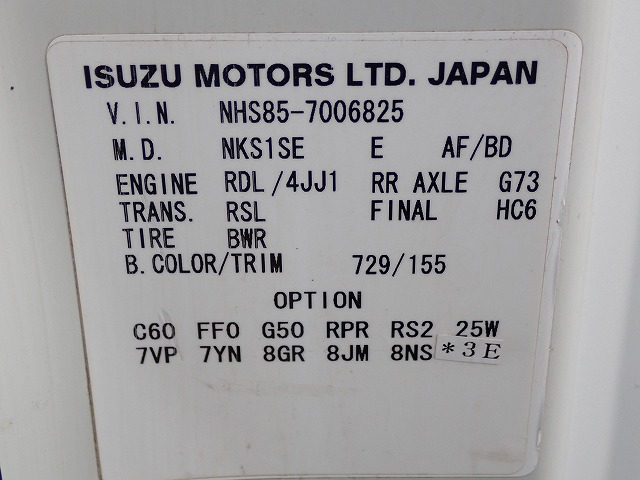 ISUZU MOTORS LTD. JAPAN
V.I.N. NHS85-7006825
M.D. NKS1SE E AF/BD
ENGINE RDL/4JJ1 RR AXLE G73
TRANS. RSL FINAL HC6
TIRE BWR
B.COLOR/TRIM 729/155
OPTION
C60 FF0 G50 RPR RS2 25W
7VP 7YN 8GR 8JM 8NS *3E